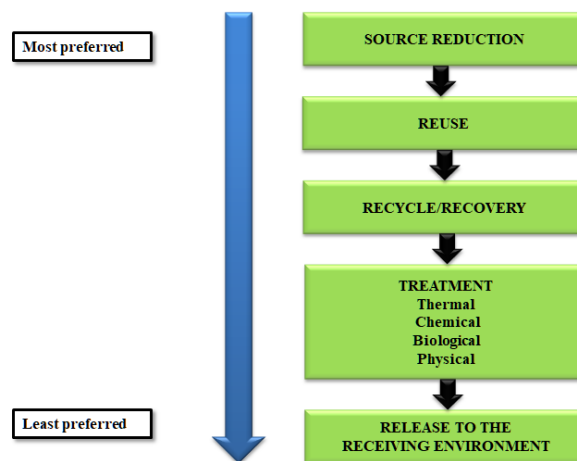 Most preferred
SOURCE REDUCTION
REUSE
RECYCLE/RECOVERY
TREATMENT
Thermal
Chemical
Biological
Physical
Least preferred
RELEASE TO THE
RECEIVING ENVIRONMENT